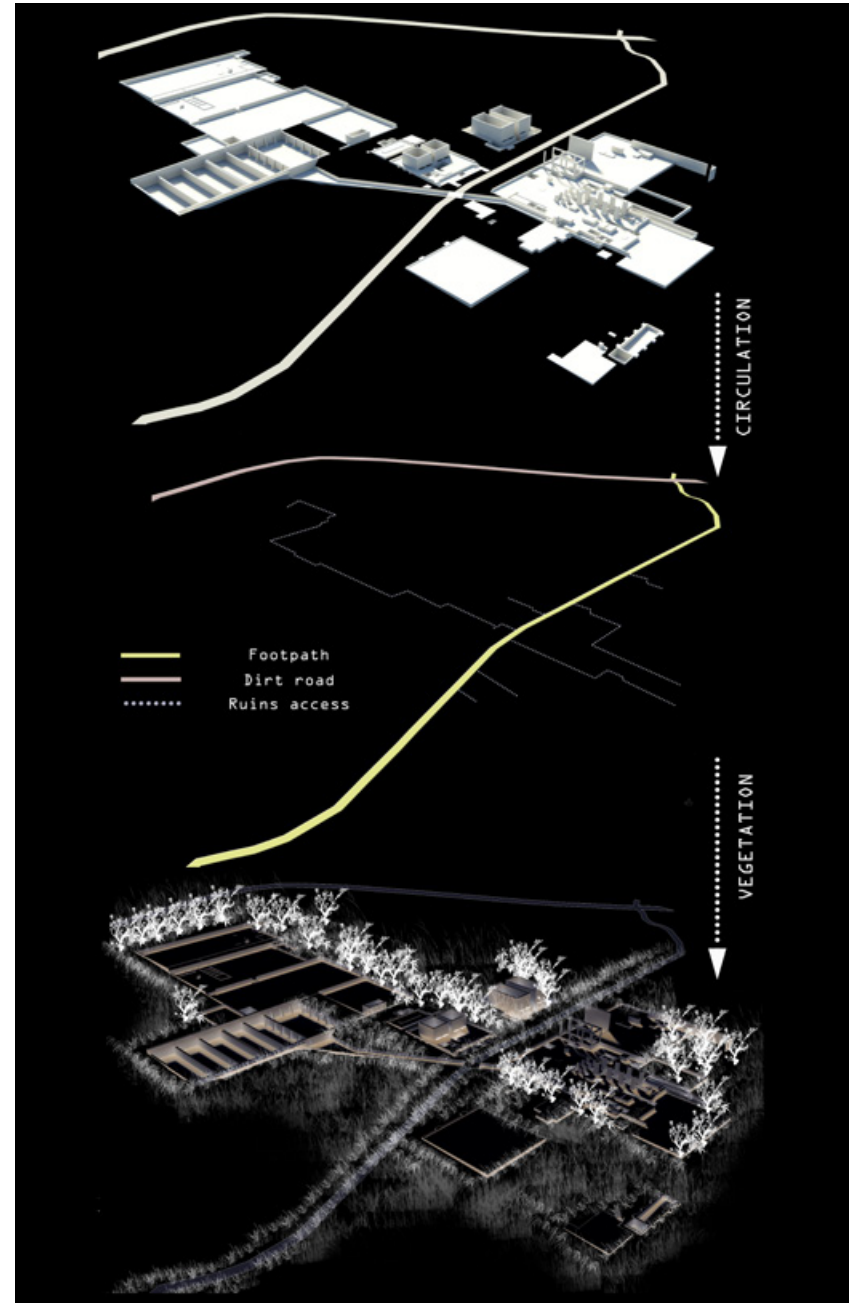 CIRCULATION
Footpath
Dirt road
Ruins access
VEGETATION